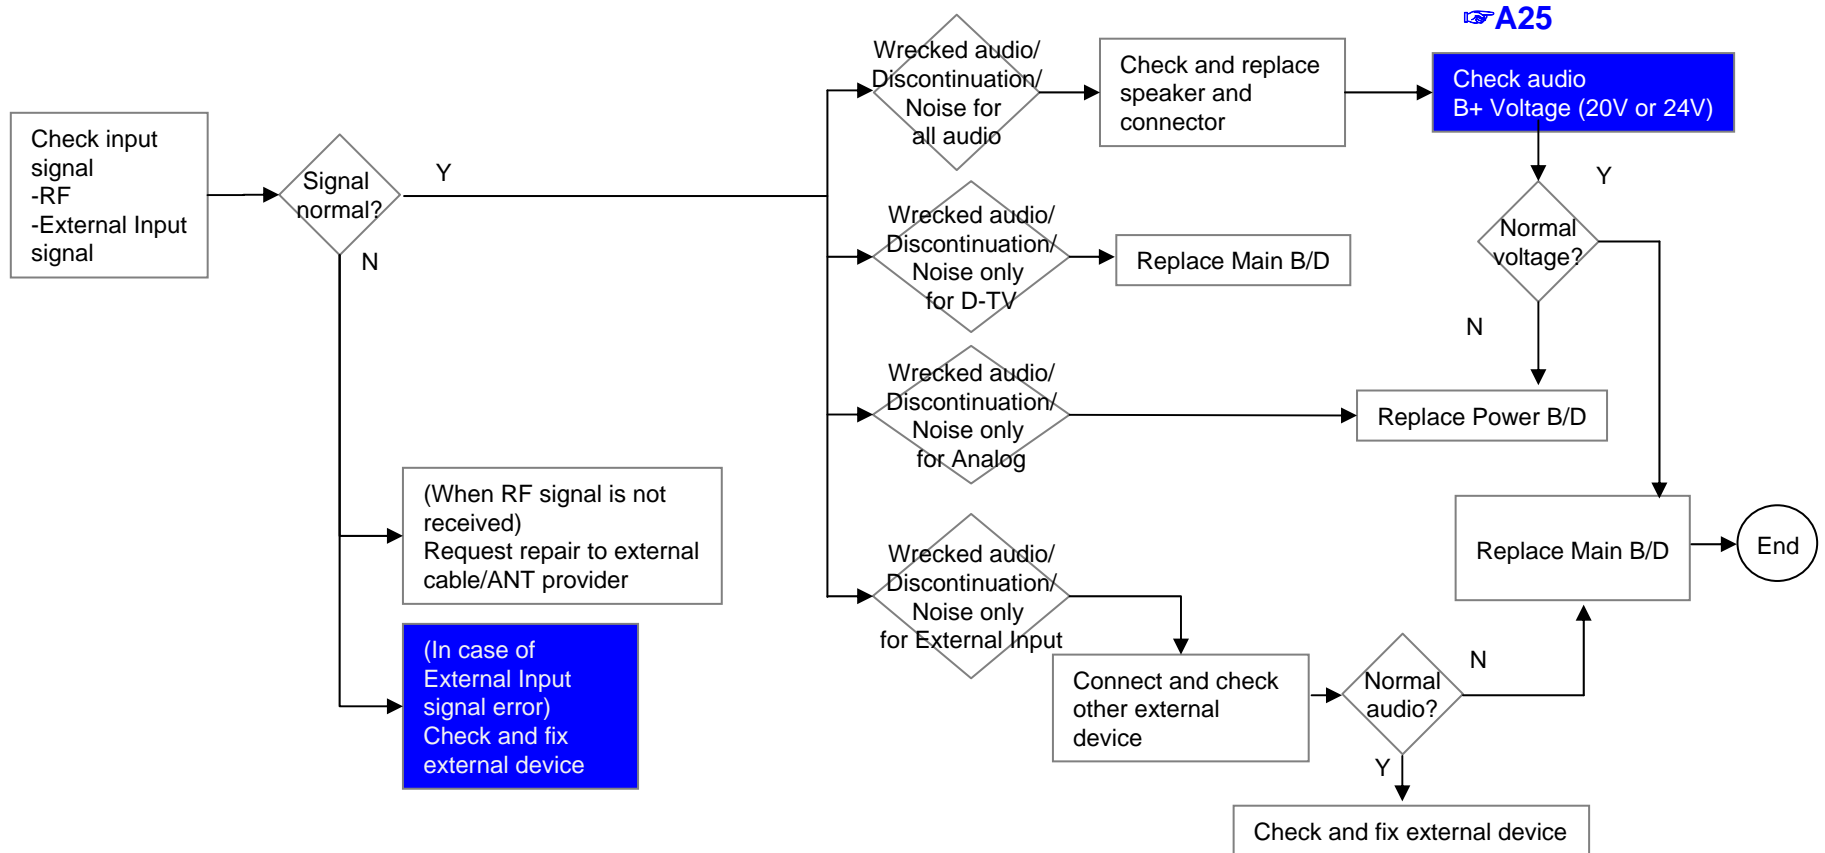 ☞A25
Check input
signal
-RF
-External Input
signal
Signal
normal?
Y
N
(When RF signal is not
received)
Request repair to external
cable/ANT provider
(In case of
External Input
signal error)
Check and fix
external device
Wrecked audio/
Discontinuation/
Noise for
all audio
Check and replace
speaker and
connector
Check audio
B+ Voltage (20V or 24V)
Y
Normal
voltage?
N
Wrecked audio/
Discontinuation/
Noise only
for D-TV
Replace Main B/D
Wrecked audio/
Discontinuation/
Noise only
for Analog
Replace Power B/D
Wrecked audio/
Discontinuation/
Noise only
for External Input
Connect and check
other external
device
Normal
audio?
N
Y
Replace Main B/D
End
Check and fix external device